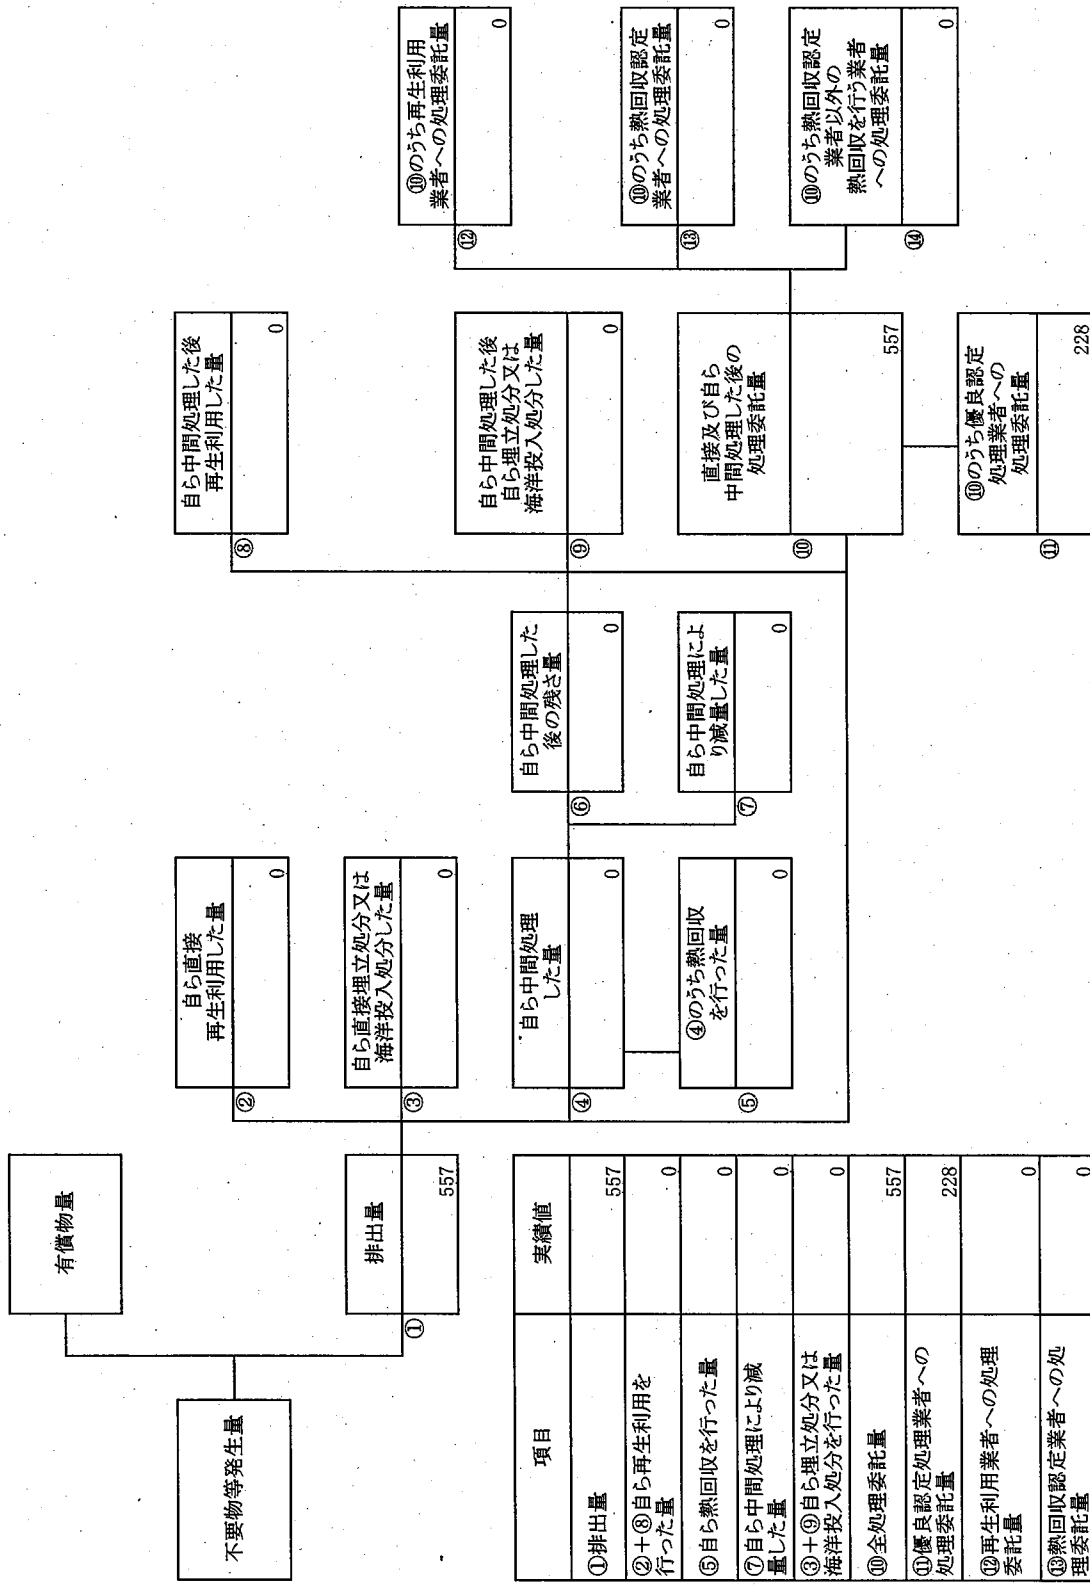 不要物等発生量
有償物量
排出量
①
557
自ら直接
再生利用した量
②
0
自ら直接埋立処分又は
海洋投入処分した量
③
0
自ら中間処理
した量
④
0
④のうち熱回収
を行った量
⑤
0
自ら中間処理した
後の残さ量
⑥
0
自ら中間処理によ
り減量した量
⑦
0
自ら中間処理した後
再生利用した量
⑧
0
自ら中間処理した後
自ら埋立処分又は
海洋投入処分した量
⑨
0
直接及び自ら
中間処理した後の
処理委託量
⑩
557
⑩のうち優良認定
処理業者への
処理委託量
⑪
228
⑩のうち再生利用
業者への処理委託量
⑫
0
⑩のうち熱回収認定
業者への処理委託量
⑬
0
⑩のうち熱回収認定
業者以外の
熱回収を行う業者
への処理委託量
⑭
0
項目 実績値
①排出量 557
②+⑧自ら再生利用を
行った量 0
⑤自ら熱回収を行った量 0
⑦自ら中間処理により減
量した量 0
③+⑨自ら埋立処分又は
海洋投入処分を行った量 0
⑩全処理委託量 557
⑪優良認定処理業者への
処理委託量 228
⑫再生利用業者への処理
委託量 0
⑬熱回収認定業者への処
理委託量 0